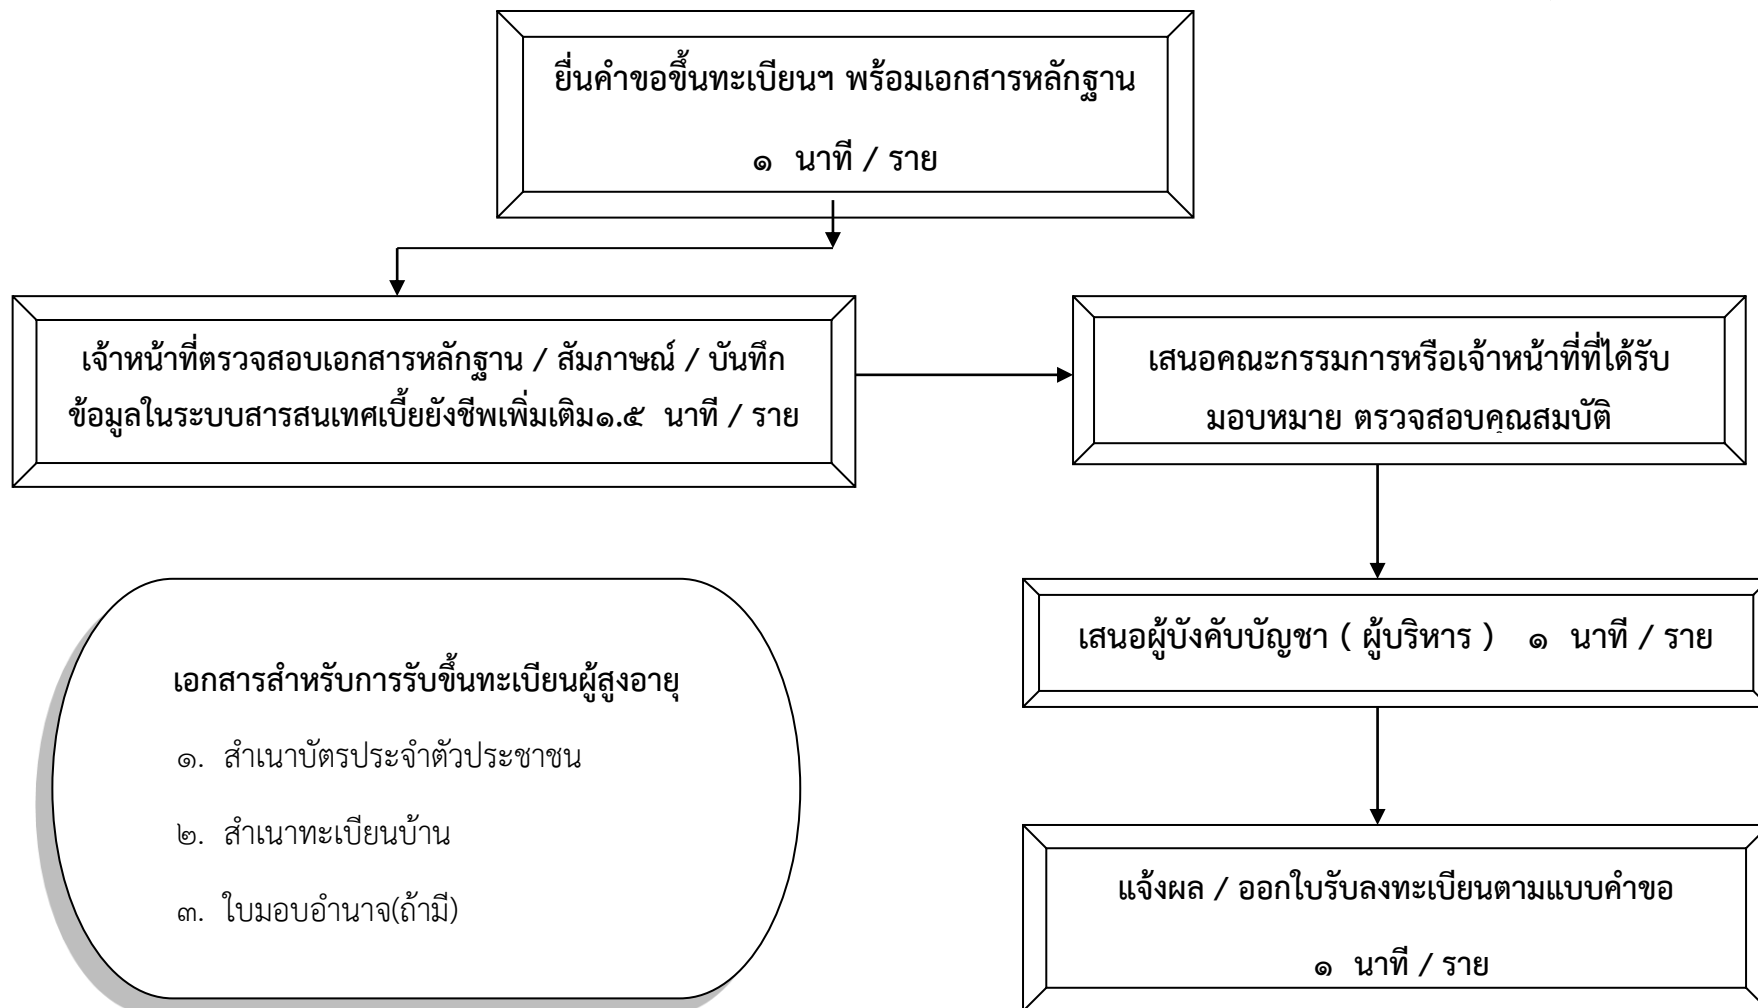 ยื่นคำขอขึ้นทะเบียนฯ พร้อมเอกสารหลักฐาน
๑ นาที / ราย
เจ้าหน้าที่ตรวจสอบเอกสารหลักฐาน / สัมภาษณ์ / บันทึก
ข้อมูลในระบบสารสนเทศเบี้ยยังชีพเพิ่มเติม๑.๕ นาที / ราย
เสนอคณะกรรมการหรือเจ้าหน้าที่ที่ได้รับ
มอบหมาย ตรวจสอบคุณสมบัติ
เสนอผู้บังคับบัญชา ( ผู้บริหาร ) ๑ นาที / ราย
แจ้งผล / ออกใบรับลงทะเบียนตามแบบคำขอ
๑ นาที / ราย
เอกสารสำหรับการรับขึ้นทะเบียนผู้สูงอายุ
๑. สำเนาบัตรประจำตัวประชาชน
๒. สำเนาทะเบียนบ้าน
๓. ใบมอบอำนาจ(ถ้ามี)